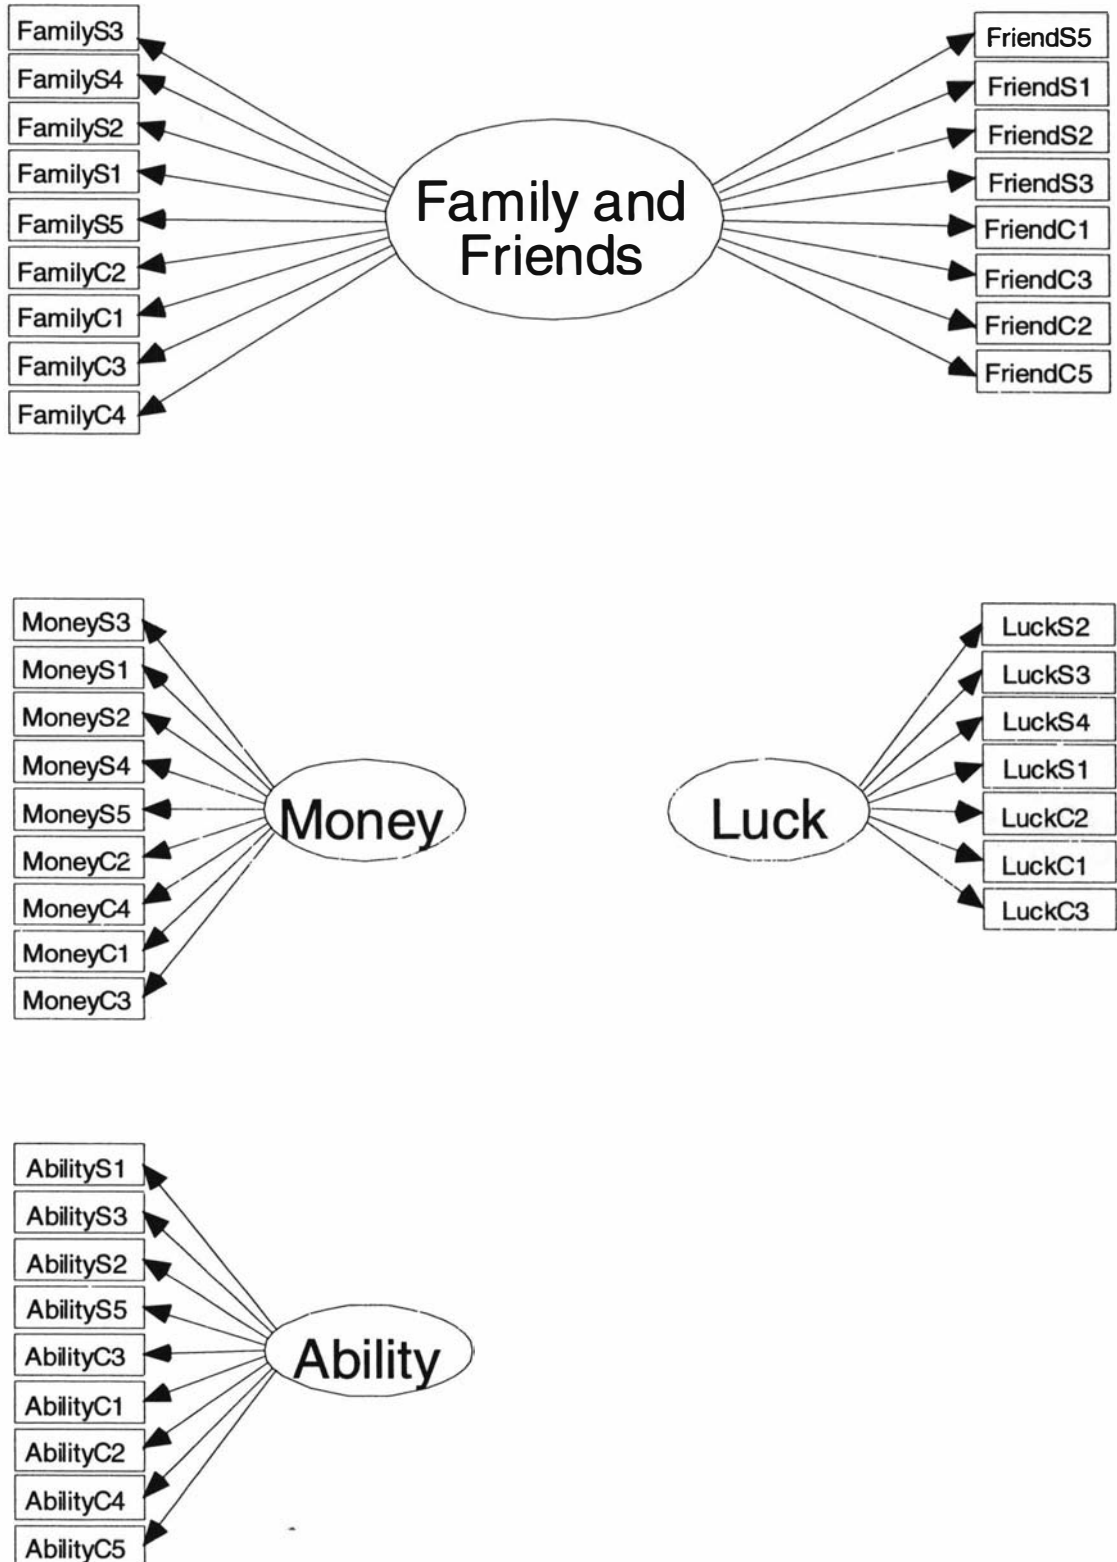 FamilyS3
FamilyS4
FamilyS2
FamilyS1
FamilyS5
FamilyC2
FamilyC1
FamilyC3
FamilyC4
Family and
Friends
FriendS5
FriendS1
FriendS2
FriendS3
FriendC1
FriendC3
FriendC2
FriendC5
MoneyS3
MoneyS1
MoneyS2
MoneyS4
MoneyS5
MoneyC2
MoneyC4
MoneyC1
MoneyC3
Money
Luck
LuckS2
LuckS3
LuckS4
LuckS1
LuckC2
LuckC1
LuckC3
AbilityS1
AbilityS3
AbilityS2
AbilityS5
AbilityC3
AbilityC1
AbilityC2
AbilityC4
AbilityC5
Ability